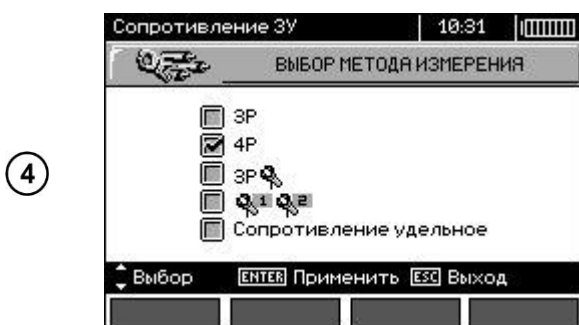 Сопротивление ЗУ 10:31
ВЫБОР МЕТОДА ИЗМЕРЕНИЯ
3P
4P
4
3P
1 2
Сопротивление удельное
Выбор ENTER Применить ESC Выход